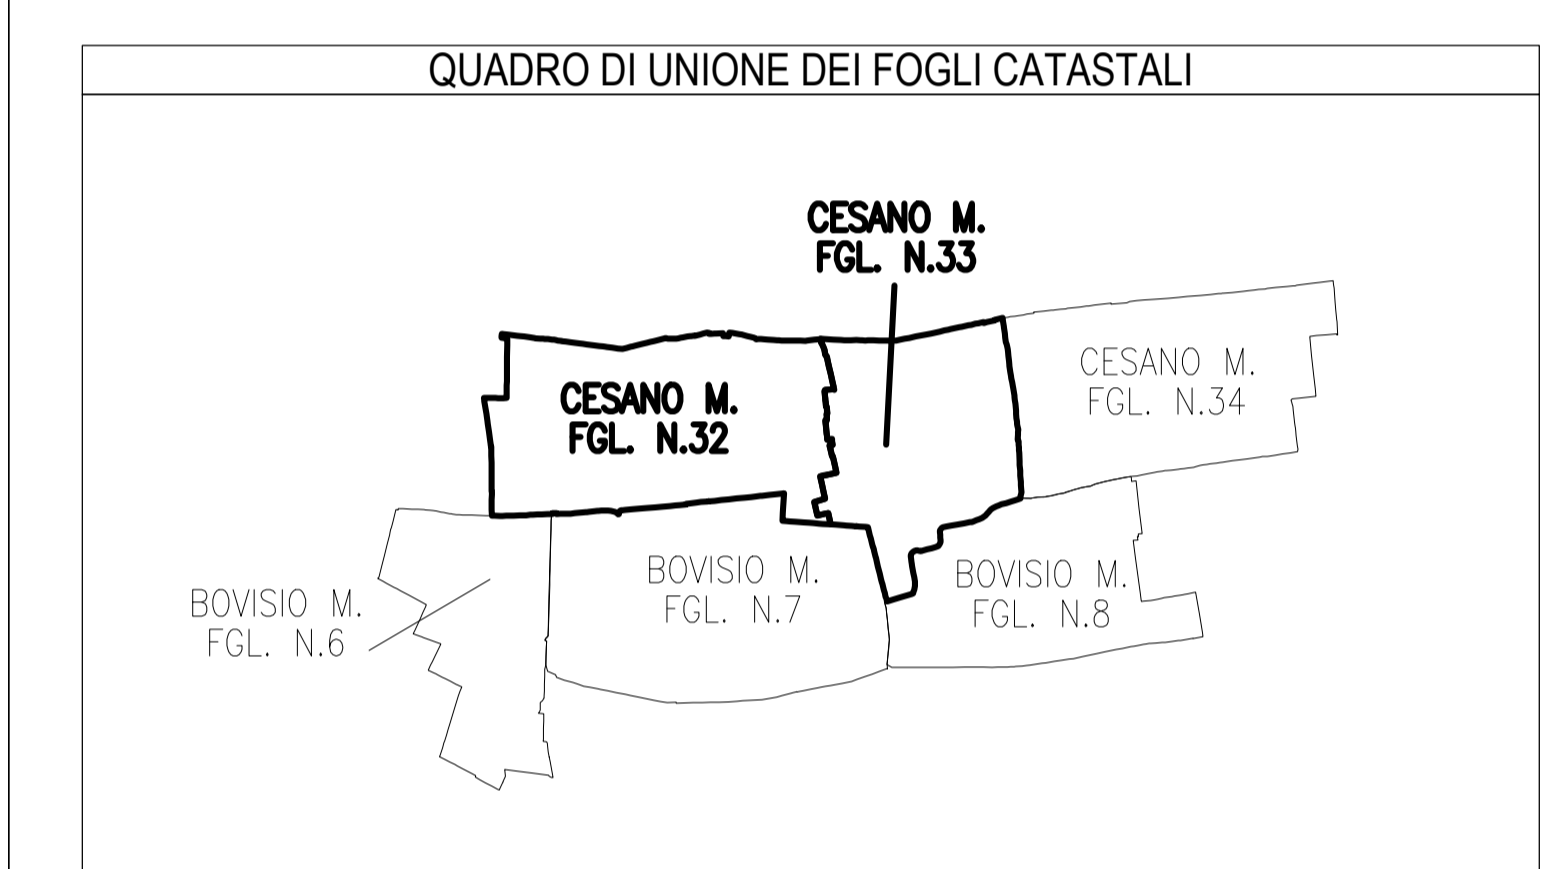 QUADRO DI UNIONE DEI FOGLI CATASTALI
CESANO M.
FGL. N.33
CESANO M.
FGL. N.34
CESANO M.
FGL. N.32
BOVISIO M.
FGL. N.7
BOVISIO M.
FGL. N.8
BOVISIO M.
FGL. N.6